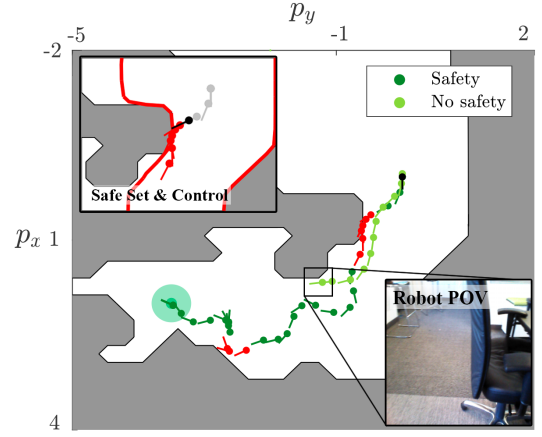 p_y
-5
-1
2
-2
Safety
No safety
Safe Set & Control
p_x
1
Robot POV
4